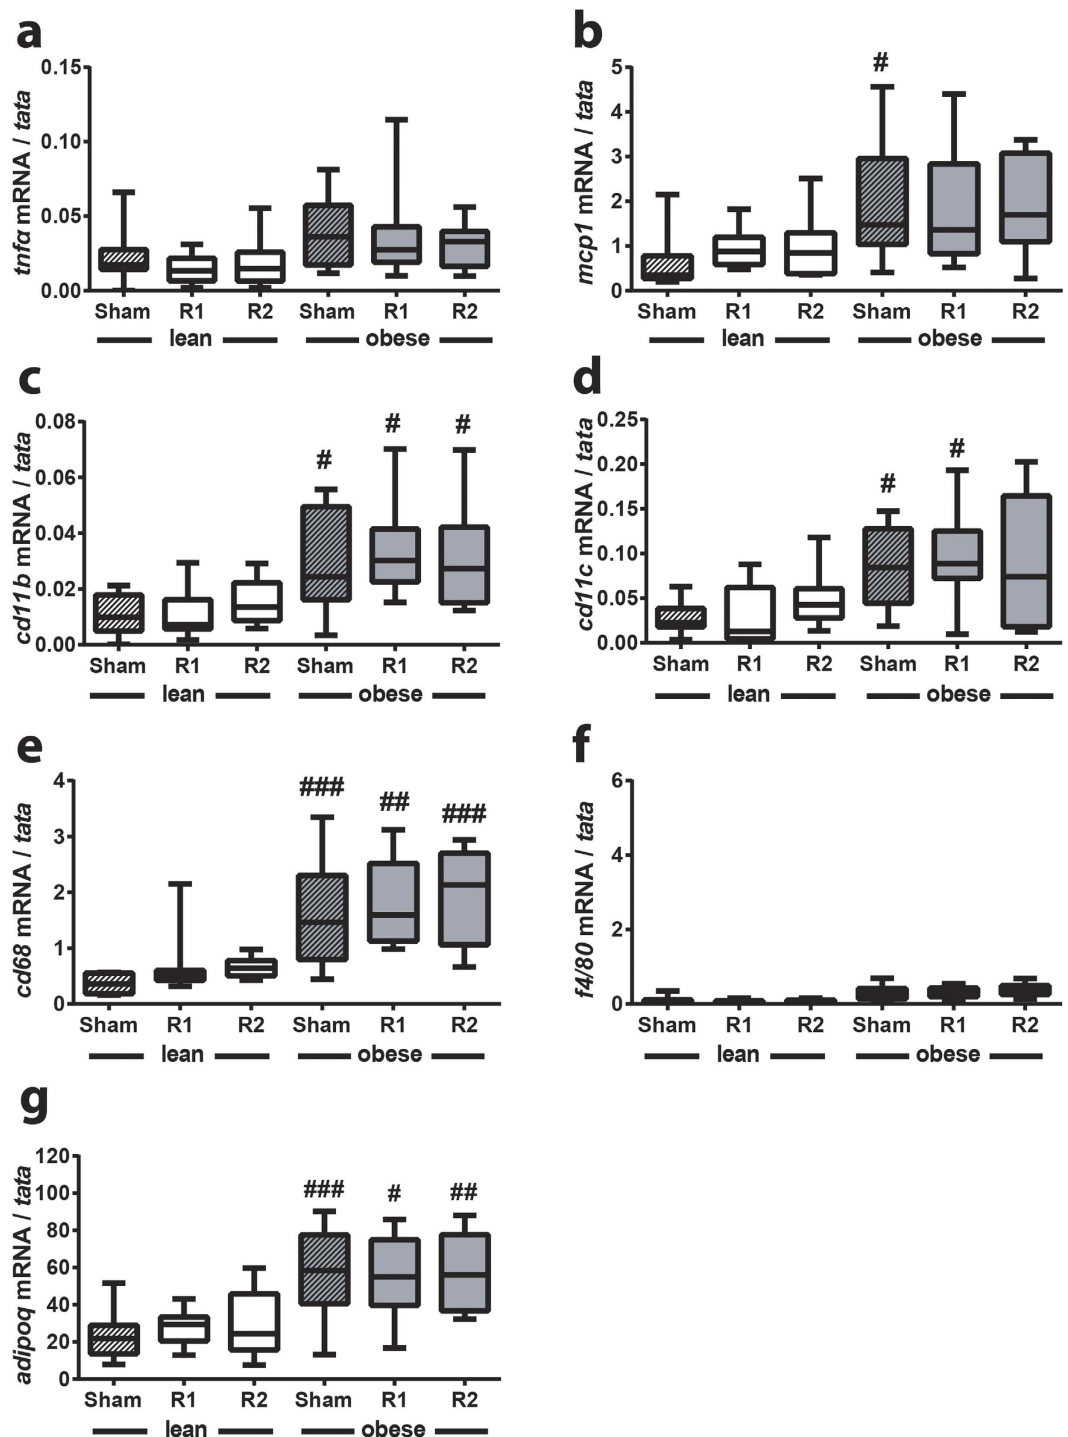 a
tnfα mRNA / tata
0.15
0.10
0.05
0.00
Sham R1 R2 Sham R1 R2
lean obese
b
mcp1 mRNA / tata
5
4
3
2
1
0
#
Sham R1 R2 Sham R1 R2
lean obese
c
cd11b mRNA / tata
0.08
0.06
0.04
0.02
0.00
# # #
Sham R1 R2 Sham R1 R2
lean obese
d
cd11c mRNA / tata
0.25
0.20
0.15
0.10
0.05
0.00
# #
Sham R1 R2 Sham R1 R2
lean obese
e
cd68 mRNA / tata
4
3
2
1
0
### ## ###
Sham R1 R2 Sham R1 R2
lean obese
f
f4/80 mRNA / tata
6
4
2
0
Sham R1 R2 Sham R1 R2
lean obese
g
adipoq mRNA / tata
120
100
80
60
40
20
0
### # ##
Sham R1 R2 Sham R1 R2
lean obese